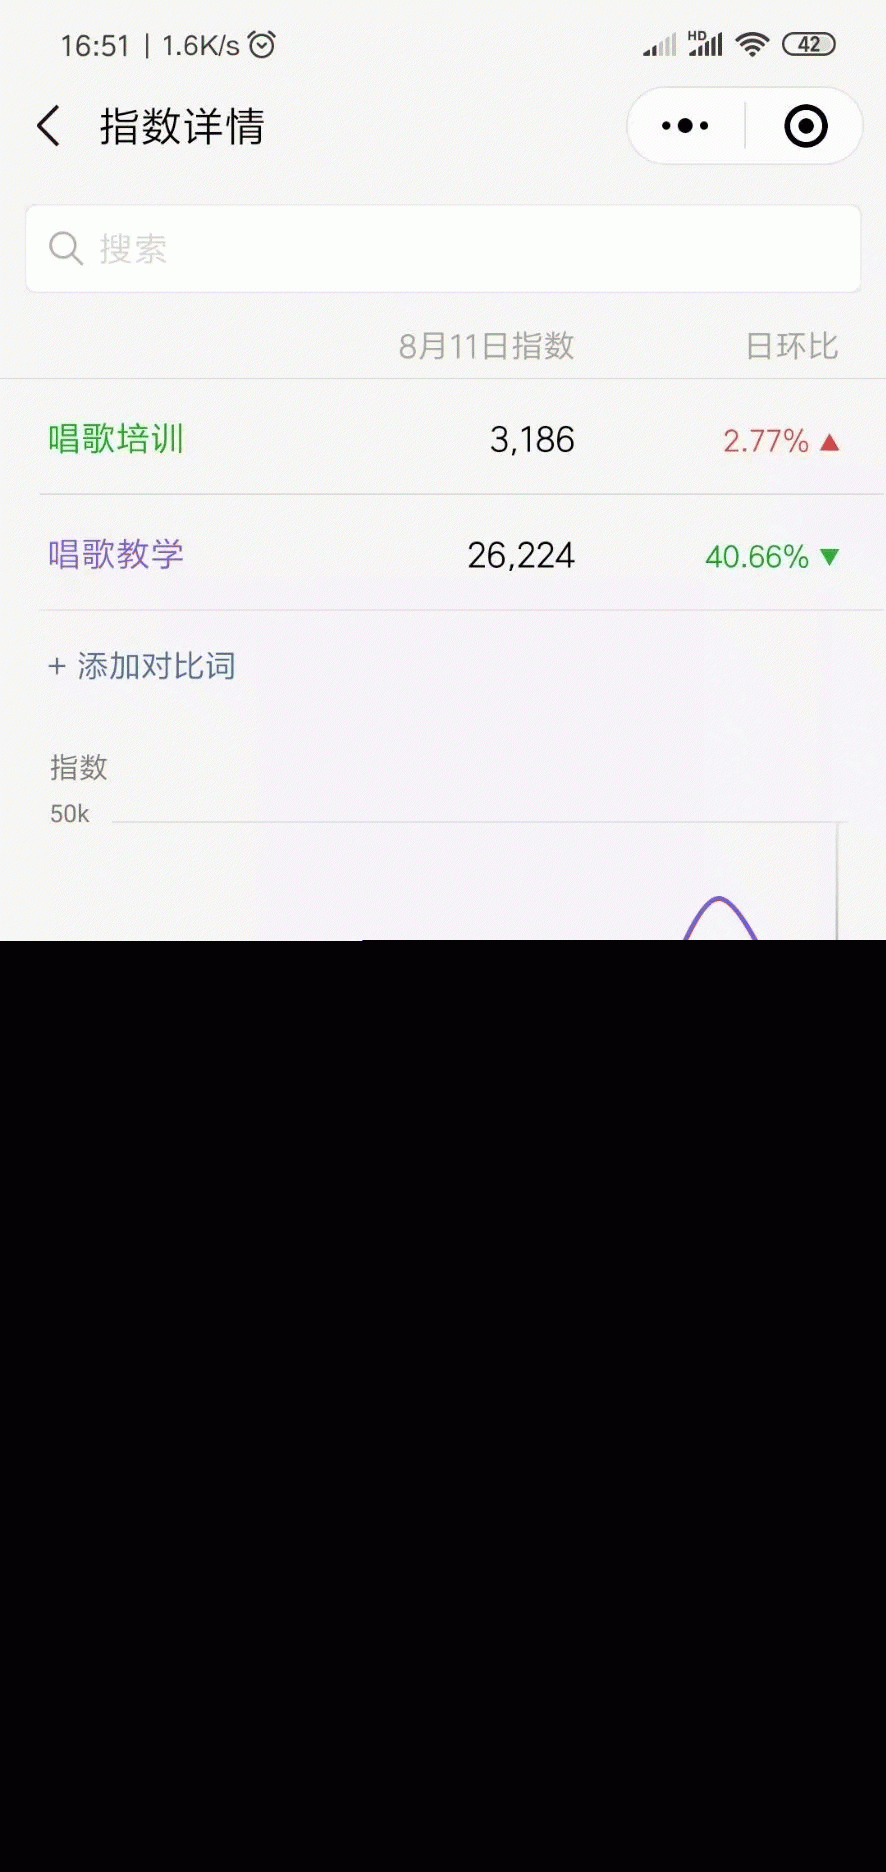 16:51 | 1.6K/s
HD
42
指数详情
搜索
8月11日指数 日环比
唱歌培训 3,186 2.77% ▲
唱歌教学 26,224 40.66% ▼
+ 添加对比词
指数
50k